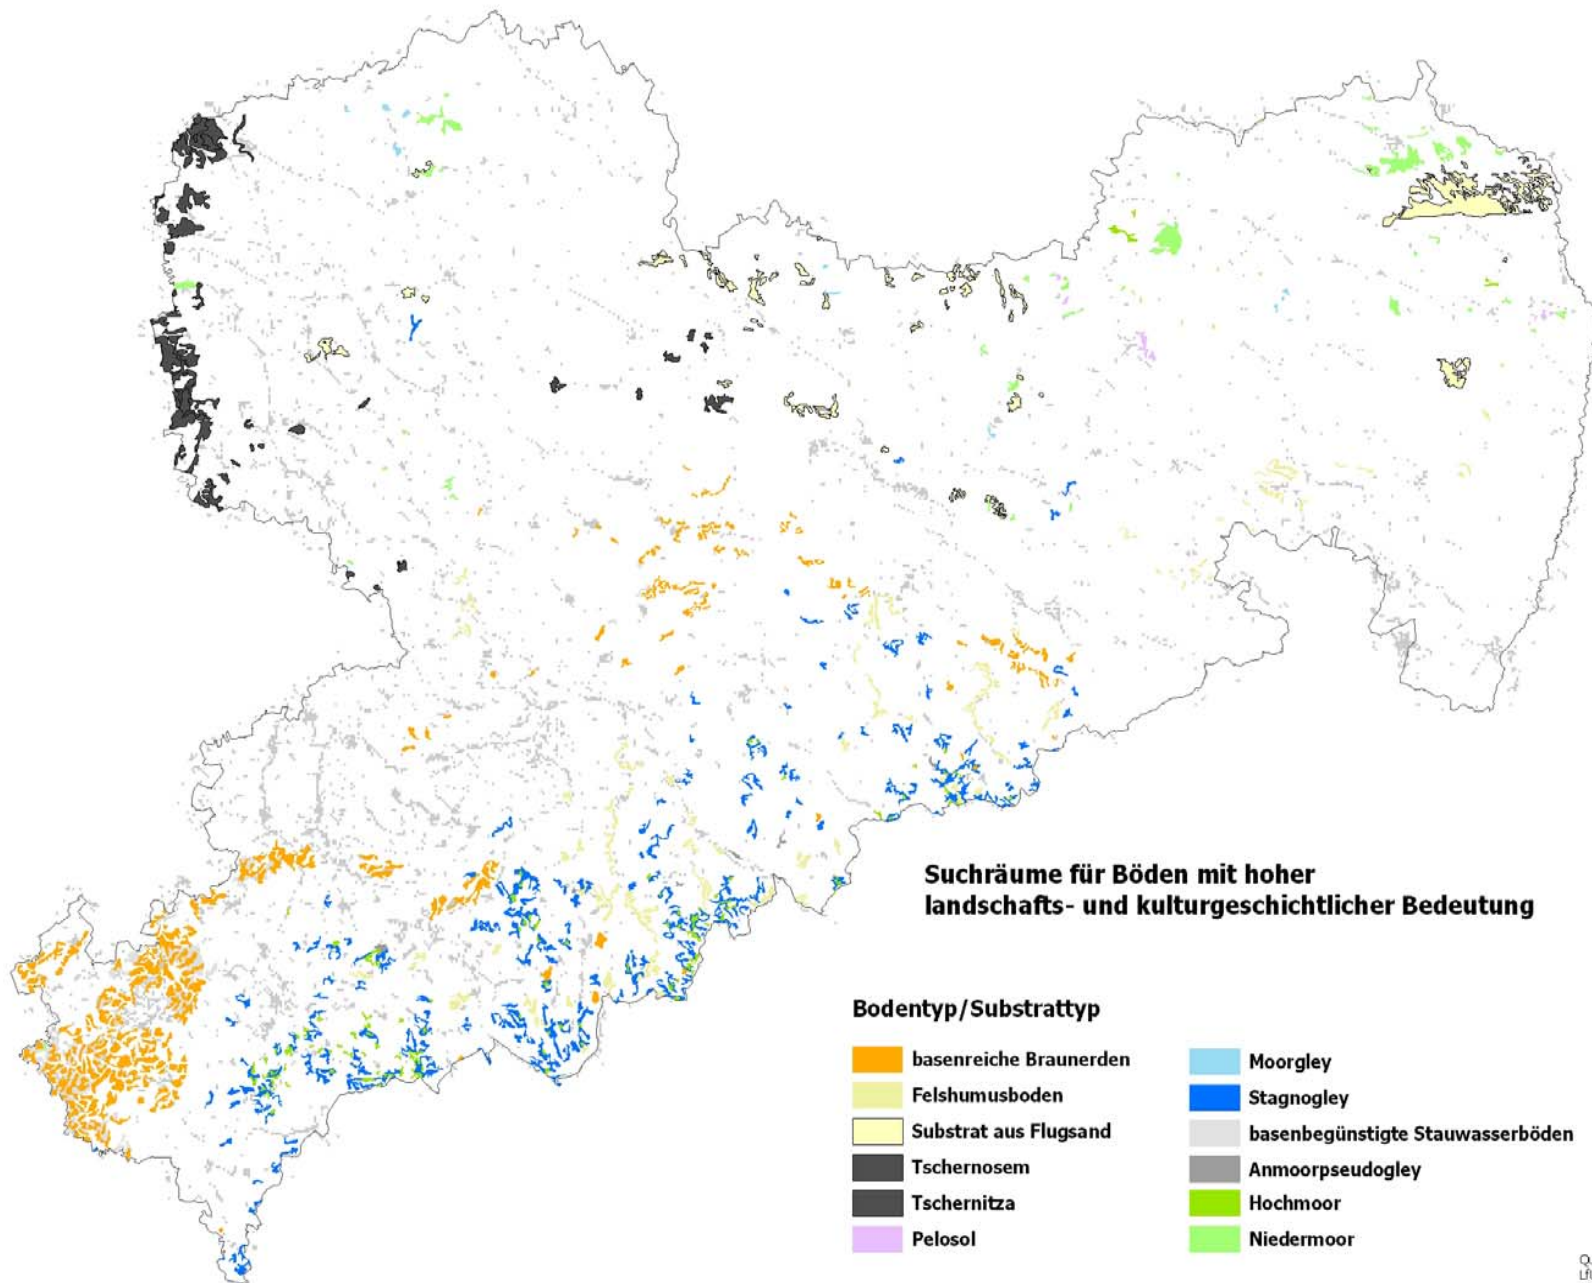 Suchräume für Böden mit hoher
landschafts- und kulturgeschichtlicher Bedeutung
Bodentyp/Substrattyp
basenreiche Braunerden
Felshumusboden
Substrat aus Flugsand
Tschernosem
Tschernitza
Pelosol
Moorgley
Stagnogley
basenbegünstigte Stauwasserböden
Anmoorpseudogley
Hochmoor
Niedermoor